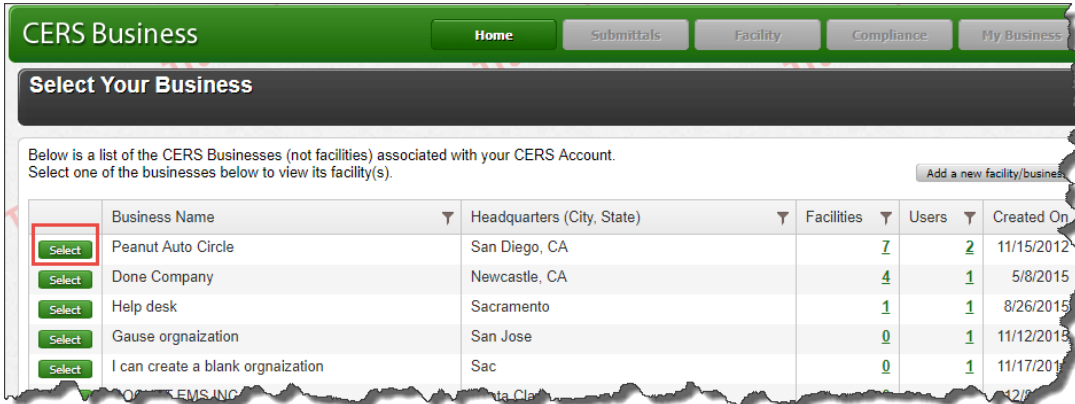 CERS Business
Home Submittals Facility Compliance My Business
Select Your Business
Below is a list of the CERS Businesses (not facilities) associated with your CERS Account.
Select one of the businesses below to view its facility(s).
Add a new facility/busines
Business Name Headquarters (City, State) Facilities Users Created On
Select Peanut Auto Circle San Diego, CA 7 2 11/15/2012
Select Done Company Newcastle, CA 4 1 5/8/2015
Select Help desk Sacramento 1 1 8/26/2015
Select Gause orgnaization San Jose 0 1 11/12/2015
Select I can create a blank orgnaization Sac 0 1 11/17/201
EMS INC